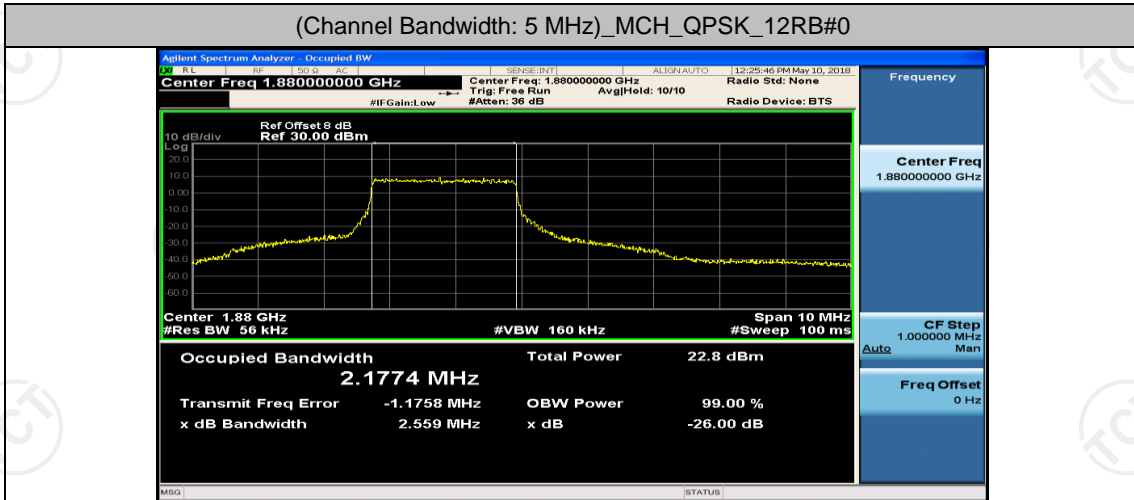 (Channel Bandwidth: 5 MHz)_MCH_QPSK_12RB#0
Agilent Spectrum Analyzer - Occupied BW
LXI RL RF 50 Ω AC SENSE:INT ALIGN AUTO 12:25:46 PM May 10, 2018
Center Freq 1.880000000 GHz
Center Freq: 1.880000000 GHz
Radio Std: None
Trig: Free Run Avg|Hold: 10/10
#IFGain:Low
#Atten: 36 dB
Radio Device: BTS
Ref Offset 8 dB
10 dB/div Ref 30.00 dBm
Log
20.0
10.0
0.00
-10.0
-20.0
-30.0
-40.0
-50.0
-60.0
Center 1.88 GHz Span 10 MHz
#Res BW 56 kHz #VBW 160 kHz #Sweep 100 ms
Occupied Bandwidth Total Power 22.8 dBm
2.1774 MHz
Transmit Freq Error -1.1758 MHz OBW Power 99.00 %
x dB Bandwidth 2.559 MHz x dB -26.00 dB
MSG STATUS
Frequency
Center Freq
1.880000000 GHz
CF Step
1.000000 MHz
Auto Man
Freq Offset
0 Hz
TCT